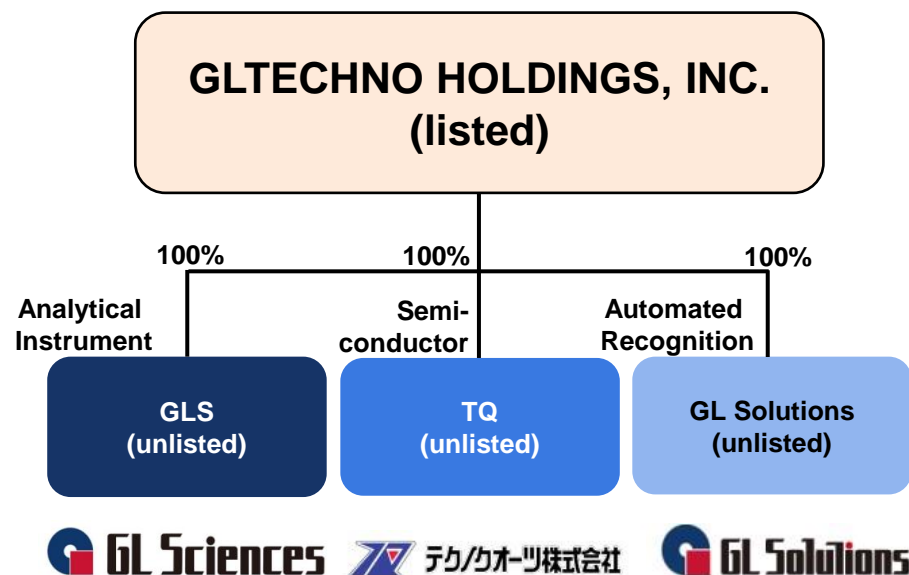 GLTECHNO HOLDINGS, INC.
(listed)
100%
100%
100%
Analytical
Instrument
Semi-
conductor
Automated
Recognition
GLS
(unlisted)
TQ
(unlisted)
GL Solutions
(unlisted)
GL Sciences
テクノクオーツ株式会社
GL Solutions